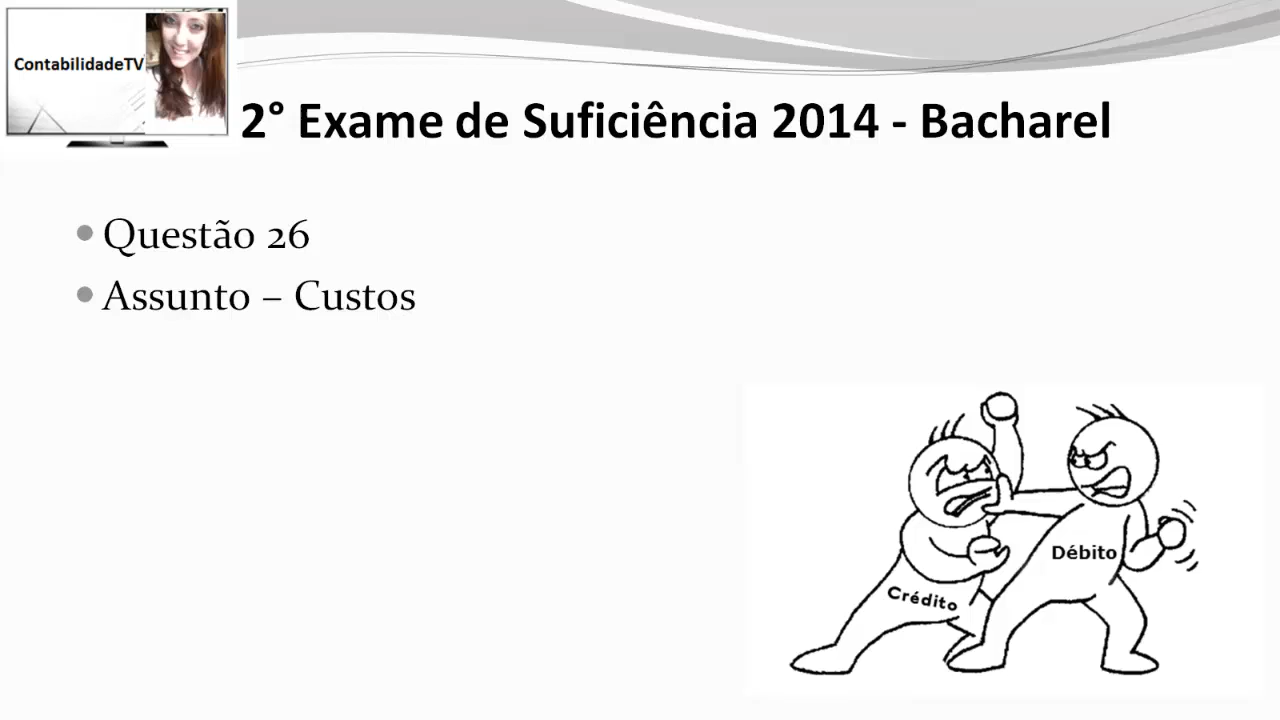 ContabilidadeTV
2° Exame de Suficiência 2014 - Bacharel
Questão 26
Assunto – Custos
Débito
Crédito